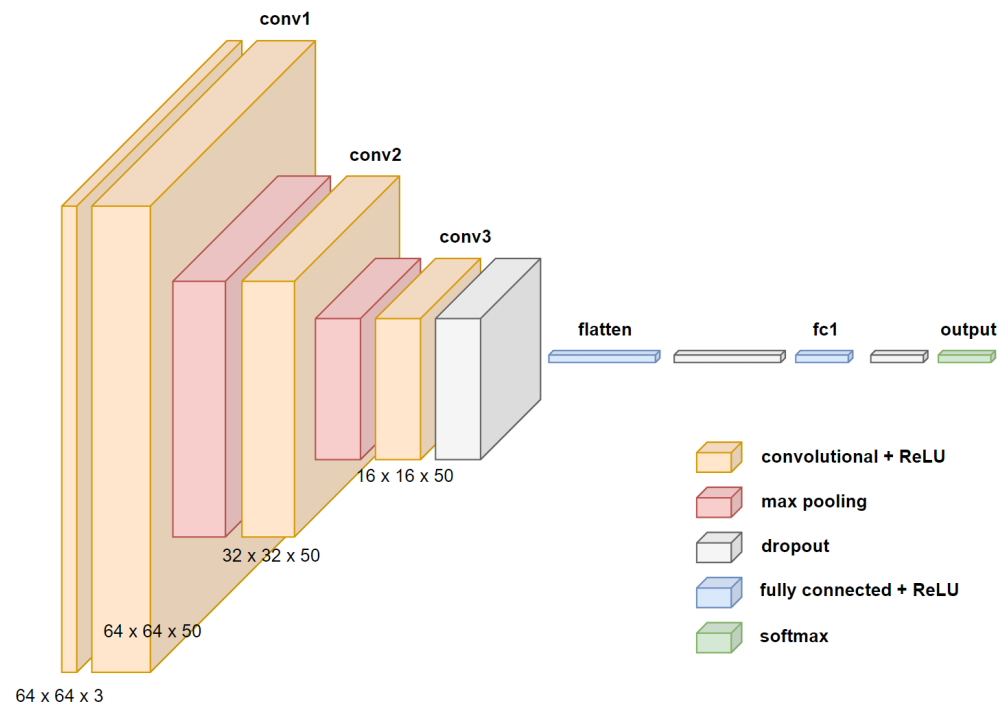 conv1
conv2
conv3
flatten
fc1
output
convolutional + ReLU
16 x 16 x 50
max pooling
dropout
32 x 32 x 50
fully connected + ReLU
64 x 64 x 50
softmax
64 x 64 x 3